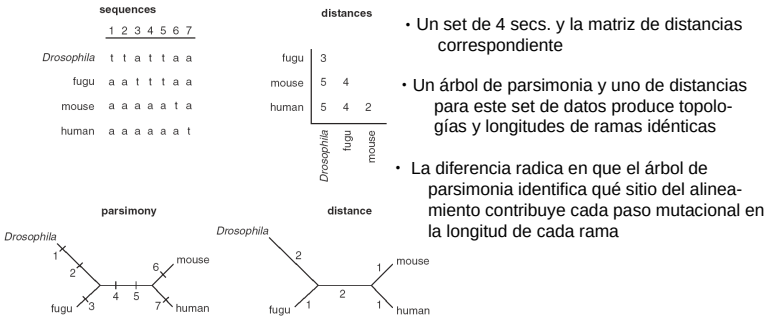 sequences
1 2 3 4 5 6 7
Drosophila t t a t t a a
fugu a a t t t a a
mouse a a a a a t a
human a a a a a a t
distances
fugu 3
mouse 5 4
human 5 4 2
Drosophila
fugu
mouse
• Un set de 4 secs. y la matriz de distancias
correspondiente
• Un árbol de parsimonia y uno de distancias
para este set de datos produce topolo-
gías y longitudes de ramas idénticas
• La diferencia radica en que el árbol de
parsimonia identifica qué sitio del alinea-
miento contribuye cada paso mutacional en
la longitud de cada rama
parsimony
Drosophila
1
2
3
4 5
6
7
mouse
fugu
human
distance
Drosophila
2
1
2
1
1
mouse
fugu
human